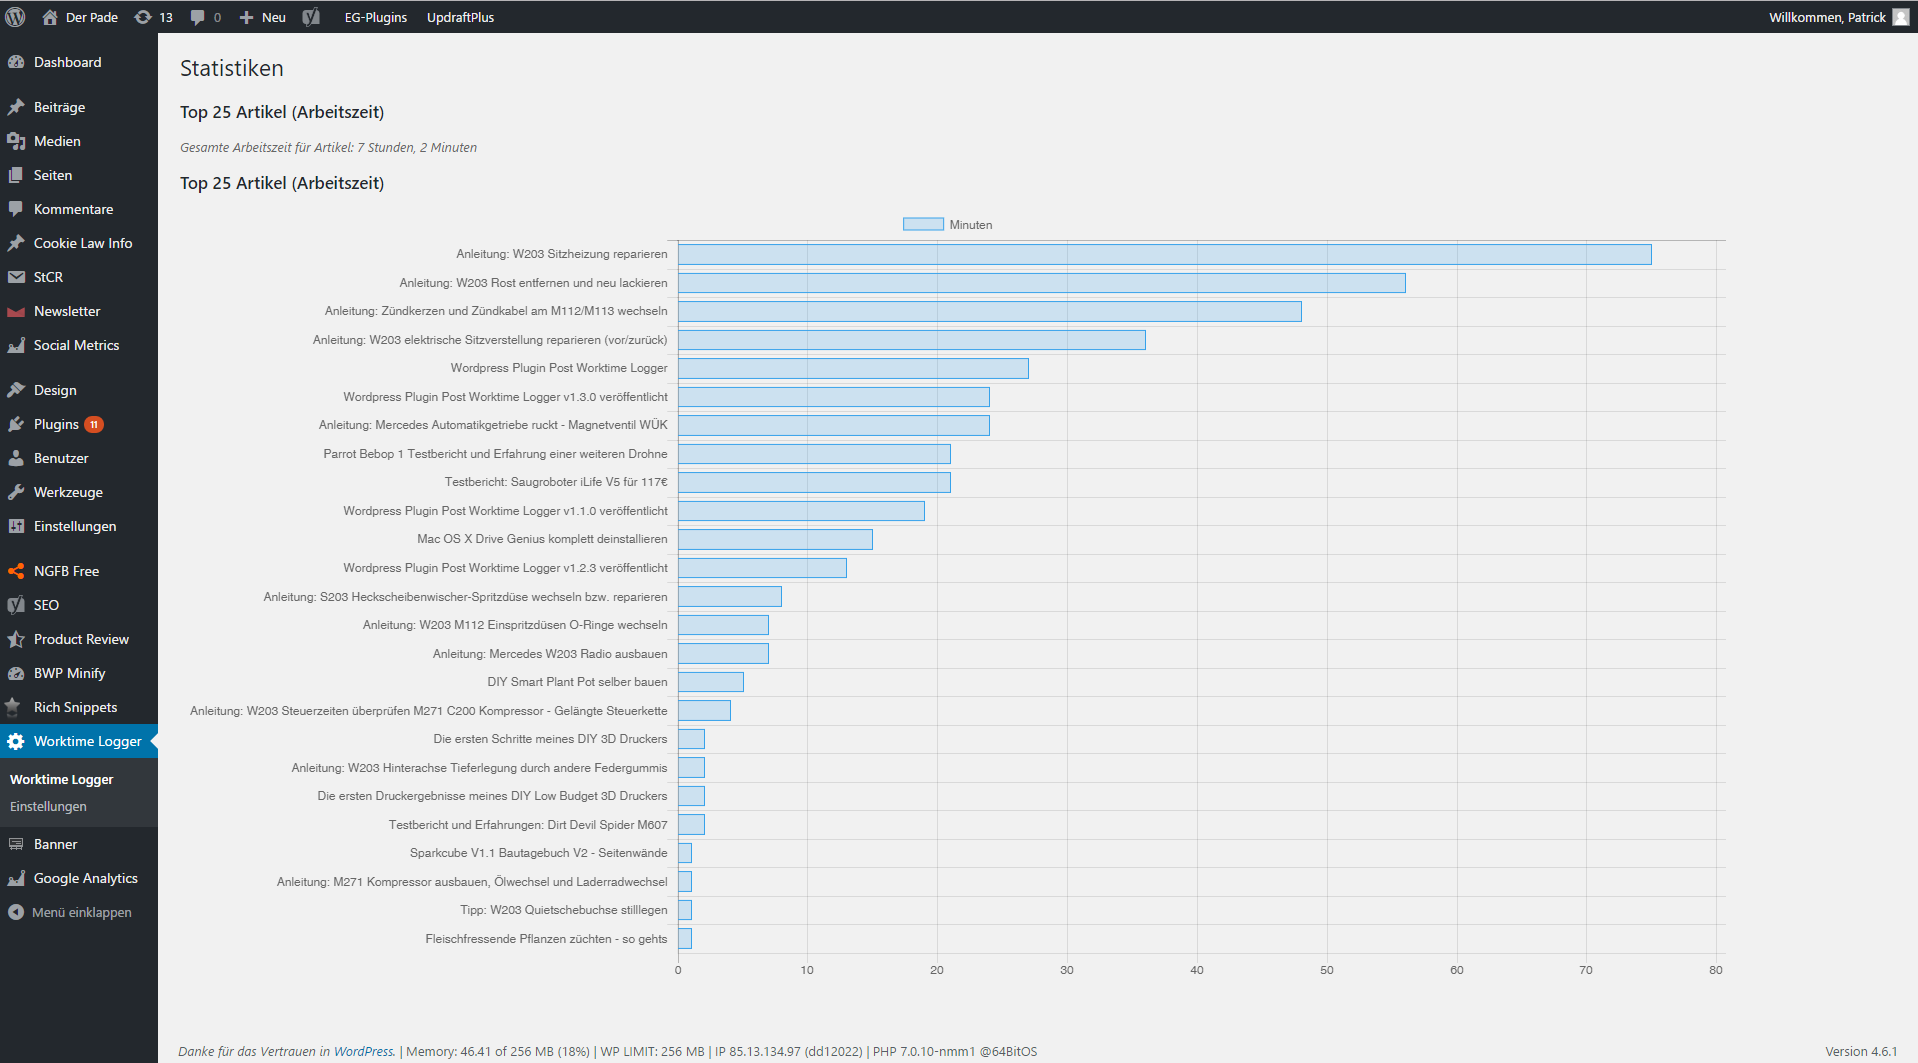 Der Pade 13 0 Neu EG-Plugins UpdraftPlus Willkommen, Patrick
Dashboard
Beiträge
Medien
Seiten
Kommentare
Cookie Law Info
StCR
Newsletter
Social Metrics
Design
Plugins 11
Benutzer
Werkzeuge
Einstellungen
NGFB Free
SEO
Product Review
BWP Minify
Rich Snippets
Worktime Logger
Worktime Logger
Einstellungen
Banner
Google Analytics
Menü einklappen
Statistiken
Top 25 Artikel (Arbeitszeit)
Gesamte Arbeitszeit für Artikel: 7 Stunden, 2 Minuten
Top 25 Artikel (Arbeitszeit)
Minuten
Anleitung: W203 Sitzheizung reparieren
Anleitung: W203 Rost entfernen und neu lackieren
Anleitung: Zündkerzen und Zündkabel am M112/M113 wechseln
Anleitung: W203 elektrische Sitzverstellung reparieren (vor/zurück)
Wordpress Plugin Post Worktime Logger
Wordpress Plugin Post Worktime Logger v1.3.0 veröffentlicht
Anleitung: Mercedes Automatikgetriebe ruckt - Magnetventil WÜK
Parrot Bebop 1 Testbericht und Erfahrung einer weiteren Drohne
Testbericht: Saugroboter iLife V5 für 117€
Wordpress Plugin Post Worktime Logger v1.1.0 veröffentlicht
Mac OS X Drive Genius komplett deinstallieren
Wordpress Plugin Post Worktime Logger v1.2.3 veröffentlicht
Anleitung: S203 Heckscheibenwischer-Spritzdüse wechseln bzw. reparieren
Anleitung: W203 M112 Einspritzdüsen O-Ringe wechseln
Anleitung: Mercedes W203 Radio ausbauen
DIY Smart Plant Pot selber bauen
Anleitung: W203 Steuerzeiten überprüfen M271 C200 Kompressor - Gelängte Steuerkette
Die ersten Schritte meines DIY 3D Druckers
Anleitung: W203 Hinterachse Tieferlegung durch andere Federgummis
Die ersten Druckergebnisse meines DIY Low Budget 3D Druckers
Testbericht und Erfahrungen: Dirt Devil Spider M607
Sparkcube V1.1 Bautagebuch V2 - Seitenwände
Anleitung: M271 Kompressor ausbauen, Ölwechsel und Laderradwechsel
Tipp: W203 Quietschebuchse stilllegen
Fleischfressende Pflanzen züchten - so gehts
0 10 20 30 40 50 60 70 80
Danke für das Vertrauen in WordPress. | Memory: 46.41 of 256 MB (18%) | WP LIMIT: 256 MB | IP 85.13.134.97 (dd12022) | PHP 7.0.10-nmm1 @64BitOS Version 4.6.1